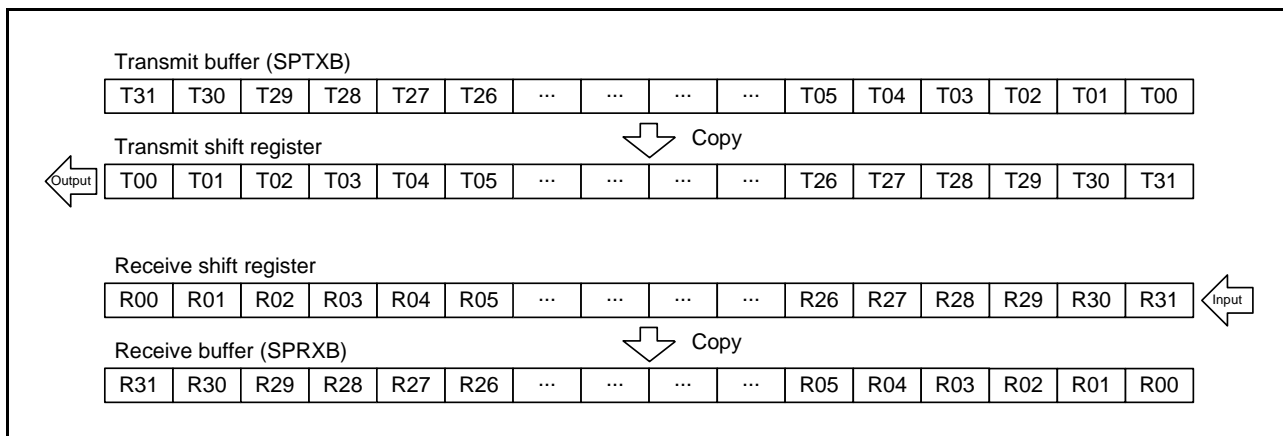 Transmit buffer (SPTXB)
T31 T30 T29 T28 T27 T26 ... ... ... ... T05 T04 T03 T02 T01 T00
Copy
Transmit shift register
Output T00 T01 T02 T03 T04 T05 ... ... ... ... T26 T27 T28 T29 T30 T31
Receive shift register
R00 R01 R02 R03 R04 R05 ... ... ... ... R26 R27 R28 R29 R30 R31 Input
Copy
Receive buffer (SPRXB)
R31 R30 R29 R28 R27 R26 ... ... ... ... R05 R04 R03 R02 R01 R00